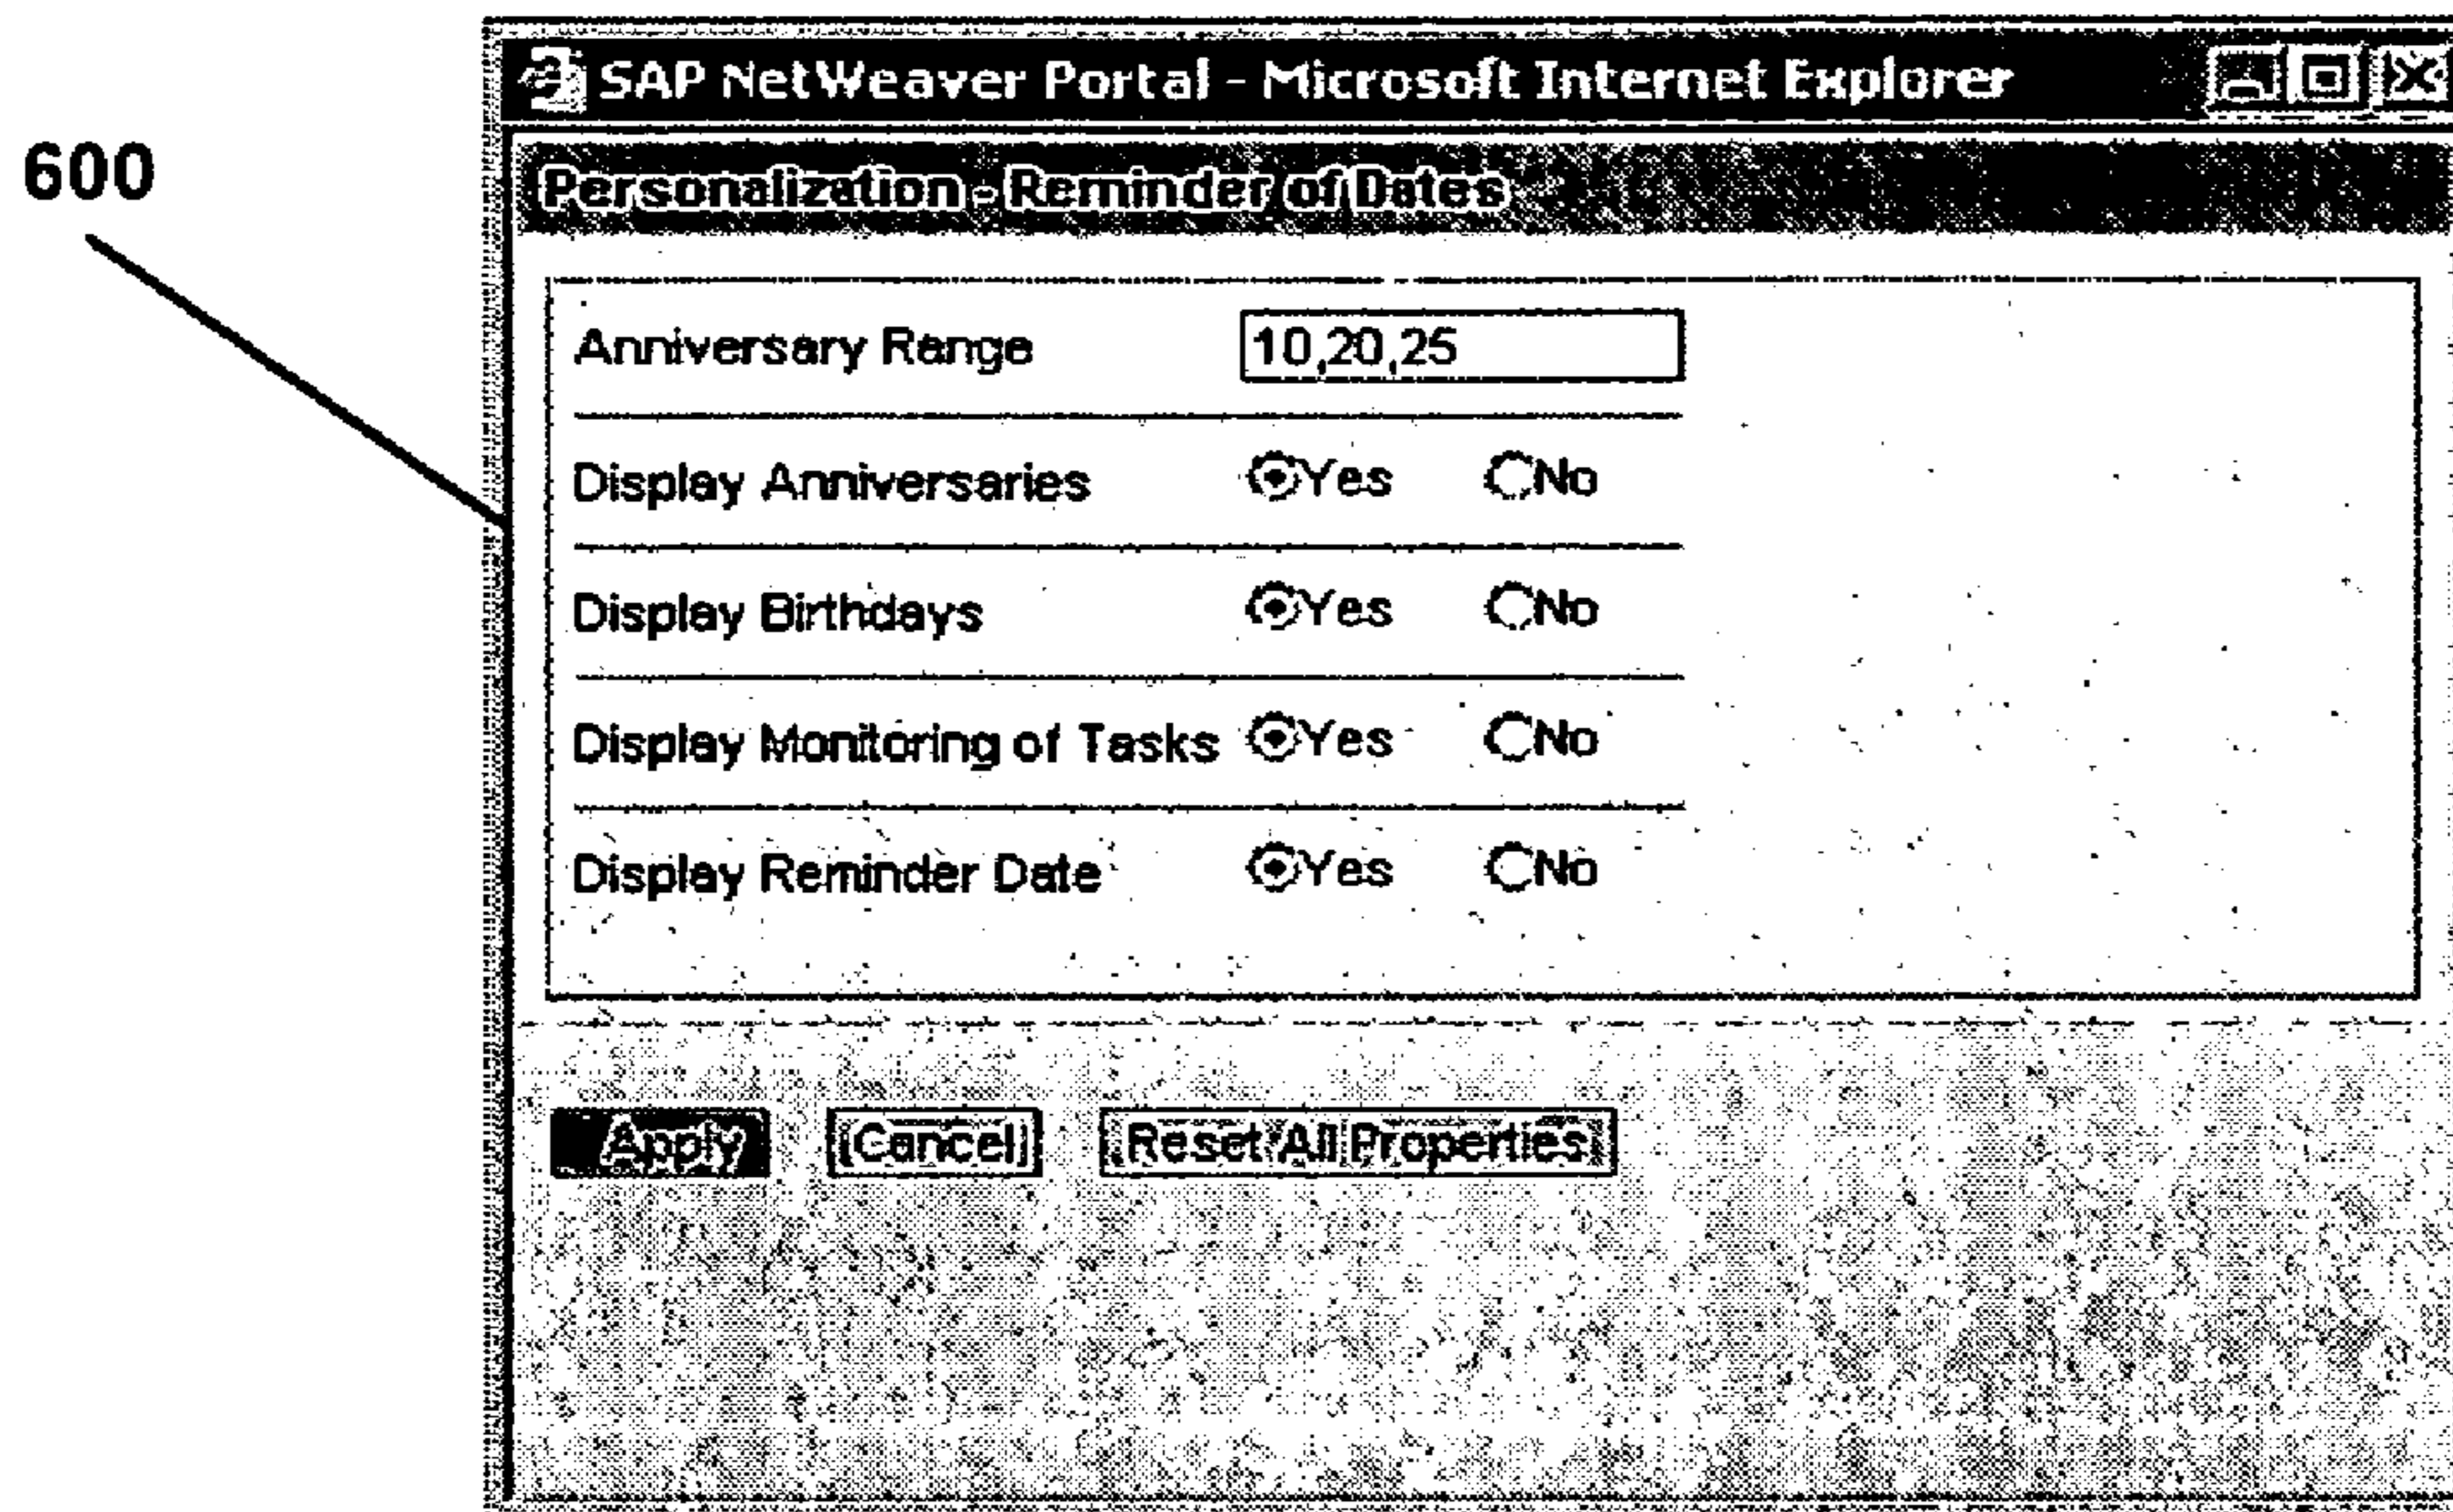 SAP NetWeaver Portal - Microsoft Internet Explorer
600
Personalization - Reminder of Dates
Anniversary Range 10,20,25
Display Anniversaries Yes No
Display Birthdays Yes No
Display Monitoring of Tasks Yes No
Display Reminder Date Yes No
Apply Cancel Reset All Properties